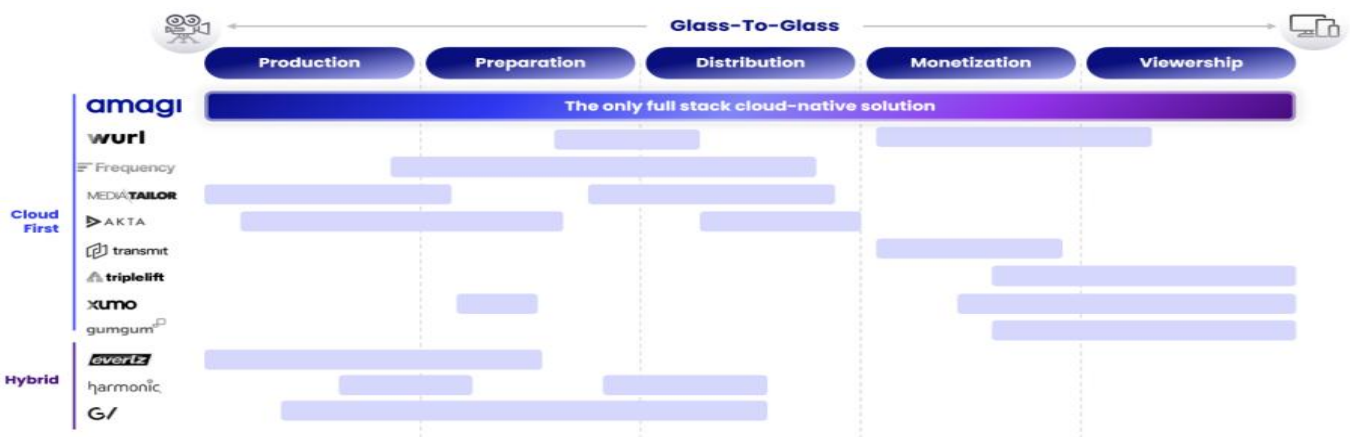 Glass-To-Glass
Production
Preparation
Distribution
Monetization
Viewership
amagi
The only full stack cloud-native solution
wurl
Frequency
MEDIATAILOR
Cloud
First
AKTA
transmit
triplelift
xumo
gumgum
evertz
Hybrid
harmonic
G/